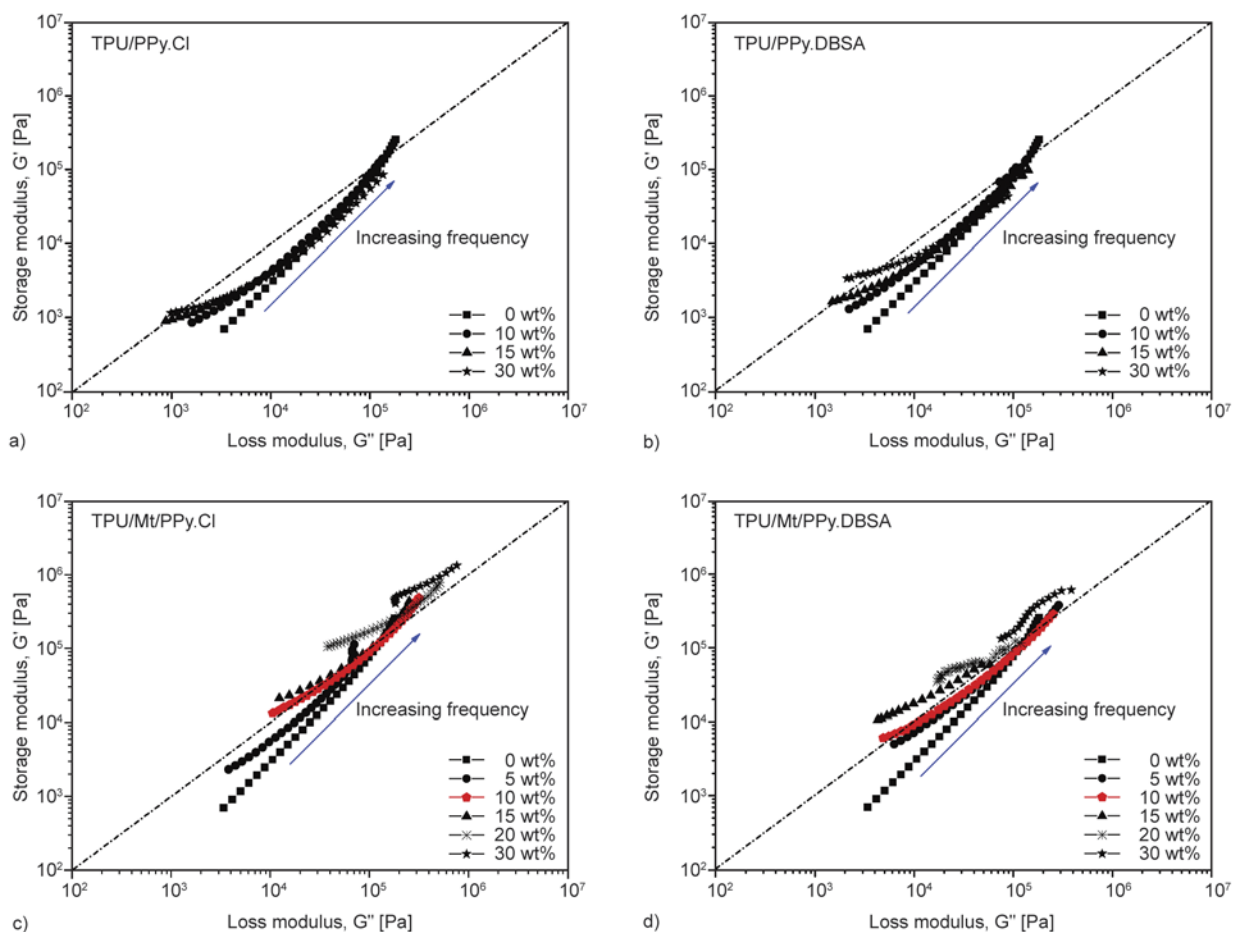 TPU/PPy.Cl
Storage modulus, G' [Pa]
10⁷
10⁶
10⁵
10⁴
10³
10²
Increasing frequency
0 wt%
10 wt%
15 wt%
30 wt%
10² 10³ 10⁴ 10⁵ 10⁶ 10⁷
Loss modulus, G" [Pa]
a)
TPU/PPy.DBSA
Storage modulus, G' [Pa]
10⁷
10⁶
10⁵
10⁴
10³
10²
Increasing frequency
0 wt%
10 wt%
15 wt%
30 wt%
10² 10³ 10⁴ 10⁵ 10⁶ 10⁷
Loss modulus, G" [Pa]
b)
TPU/Mt/PPy.Cl
Storage modulus, G' [Pa]
10⁷
10⁶
10⁵
10⁴
10³
10²
Increasing frequency
0 wt%
5 wt%
10 wt%
15 wt%
20 wt%
30 wt%
10² 10³ 10⁴ 10⁵ 10⁶ 10⁷
Loss modulus, G" [Pa]
c)
TPU/Mt/PPy.DBSA
Storage modulus, G' [Pa]
10⁷
10⁶
10⁵
10⁴
10³
10²
Increasing frequency
0 wt%
5 wt%
10 wt%
15 wt%
20 wt%
30 wt%
10² 10³ 10⁴ 10⁵ 10⁶ 10⁷
Loss modulus, G" [Pa]
d)